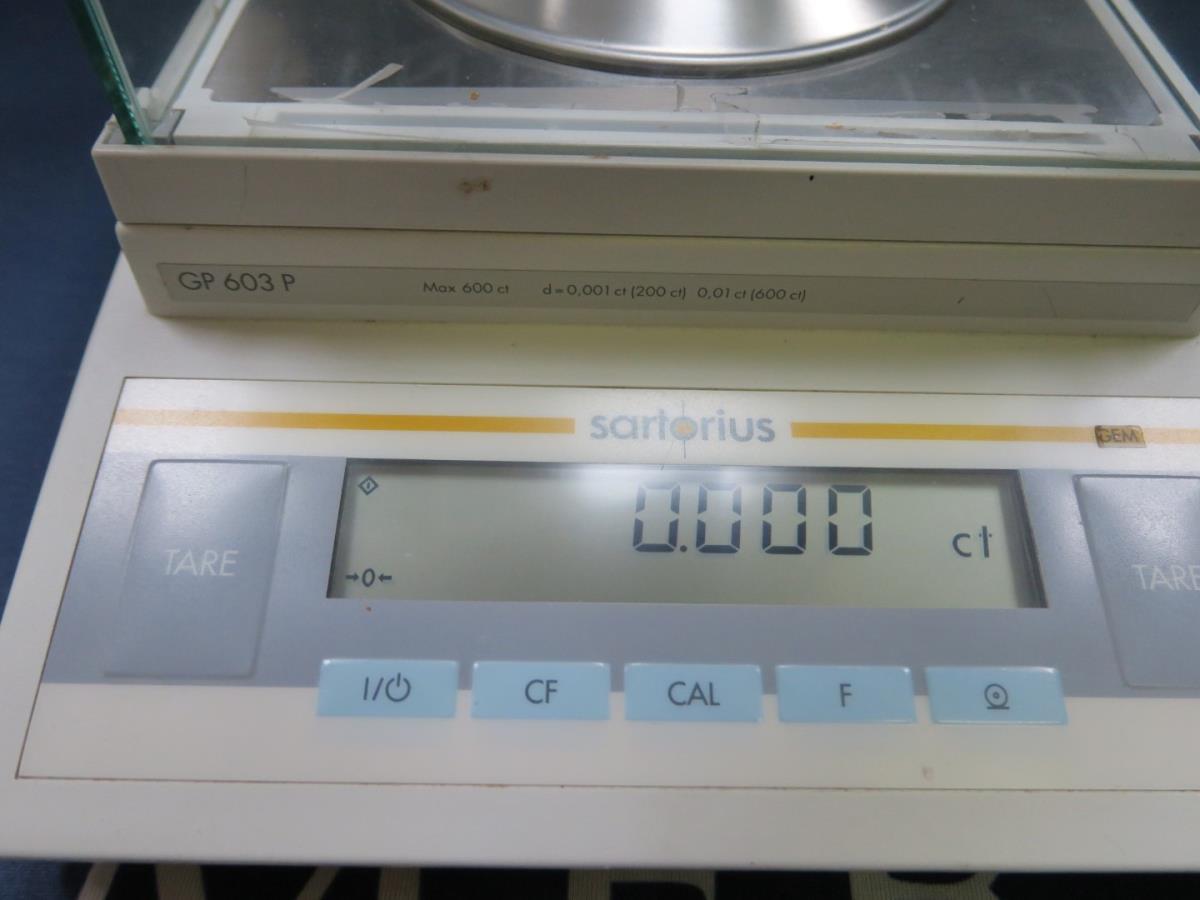 GP 603 P
Max 600 ct d=0,001 ct (200 ct) 0,01 ct (600 ct)
sartorius
GEM
0.000 ct
→0←
TARE
TARE
I/⏻ CF CAL F